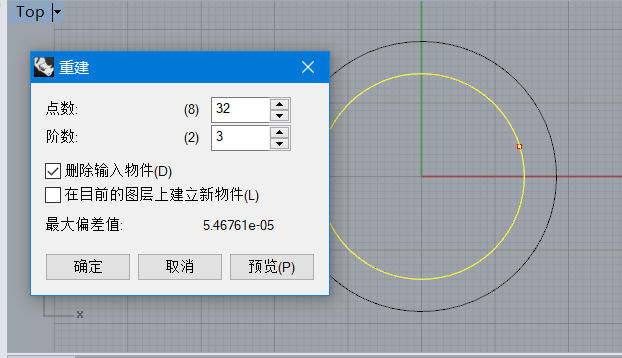 Top
重建
点数: (8) 32
阶数: (2) 3
删除输入物件(D)
在目前的图层上建立新物件(L)
最大偏差值: 5.46761e-05
确定 取消 预览(P)
x